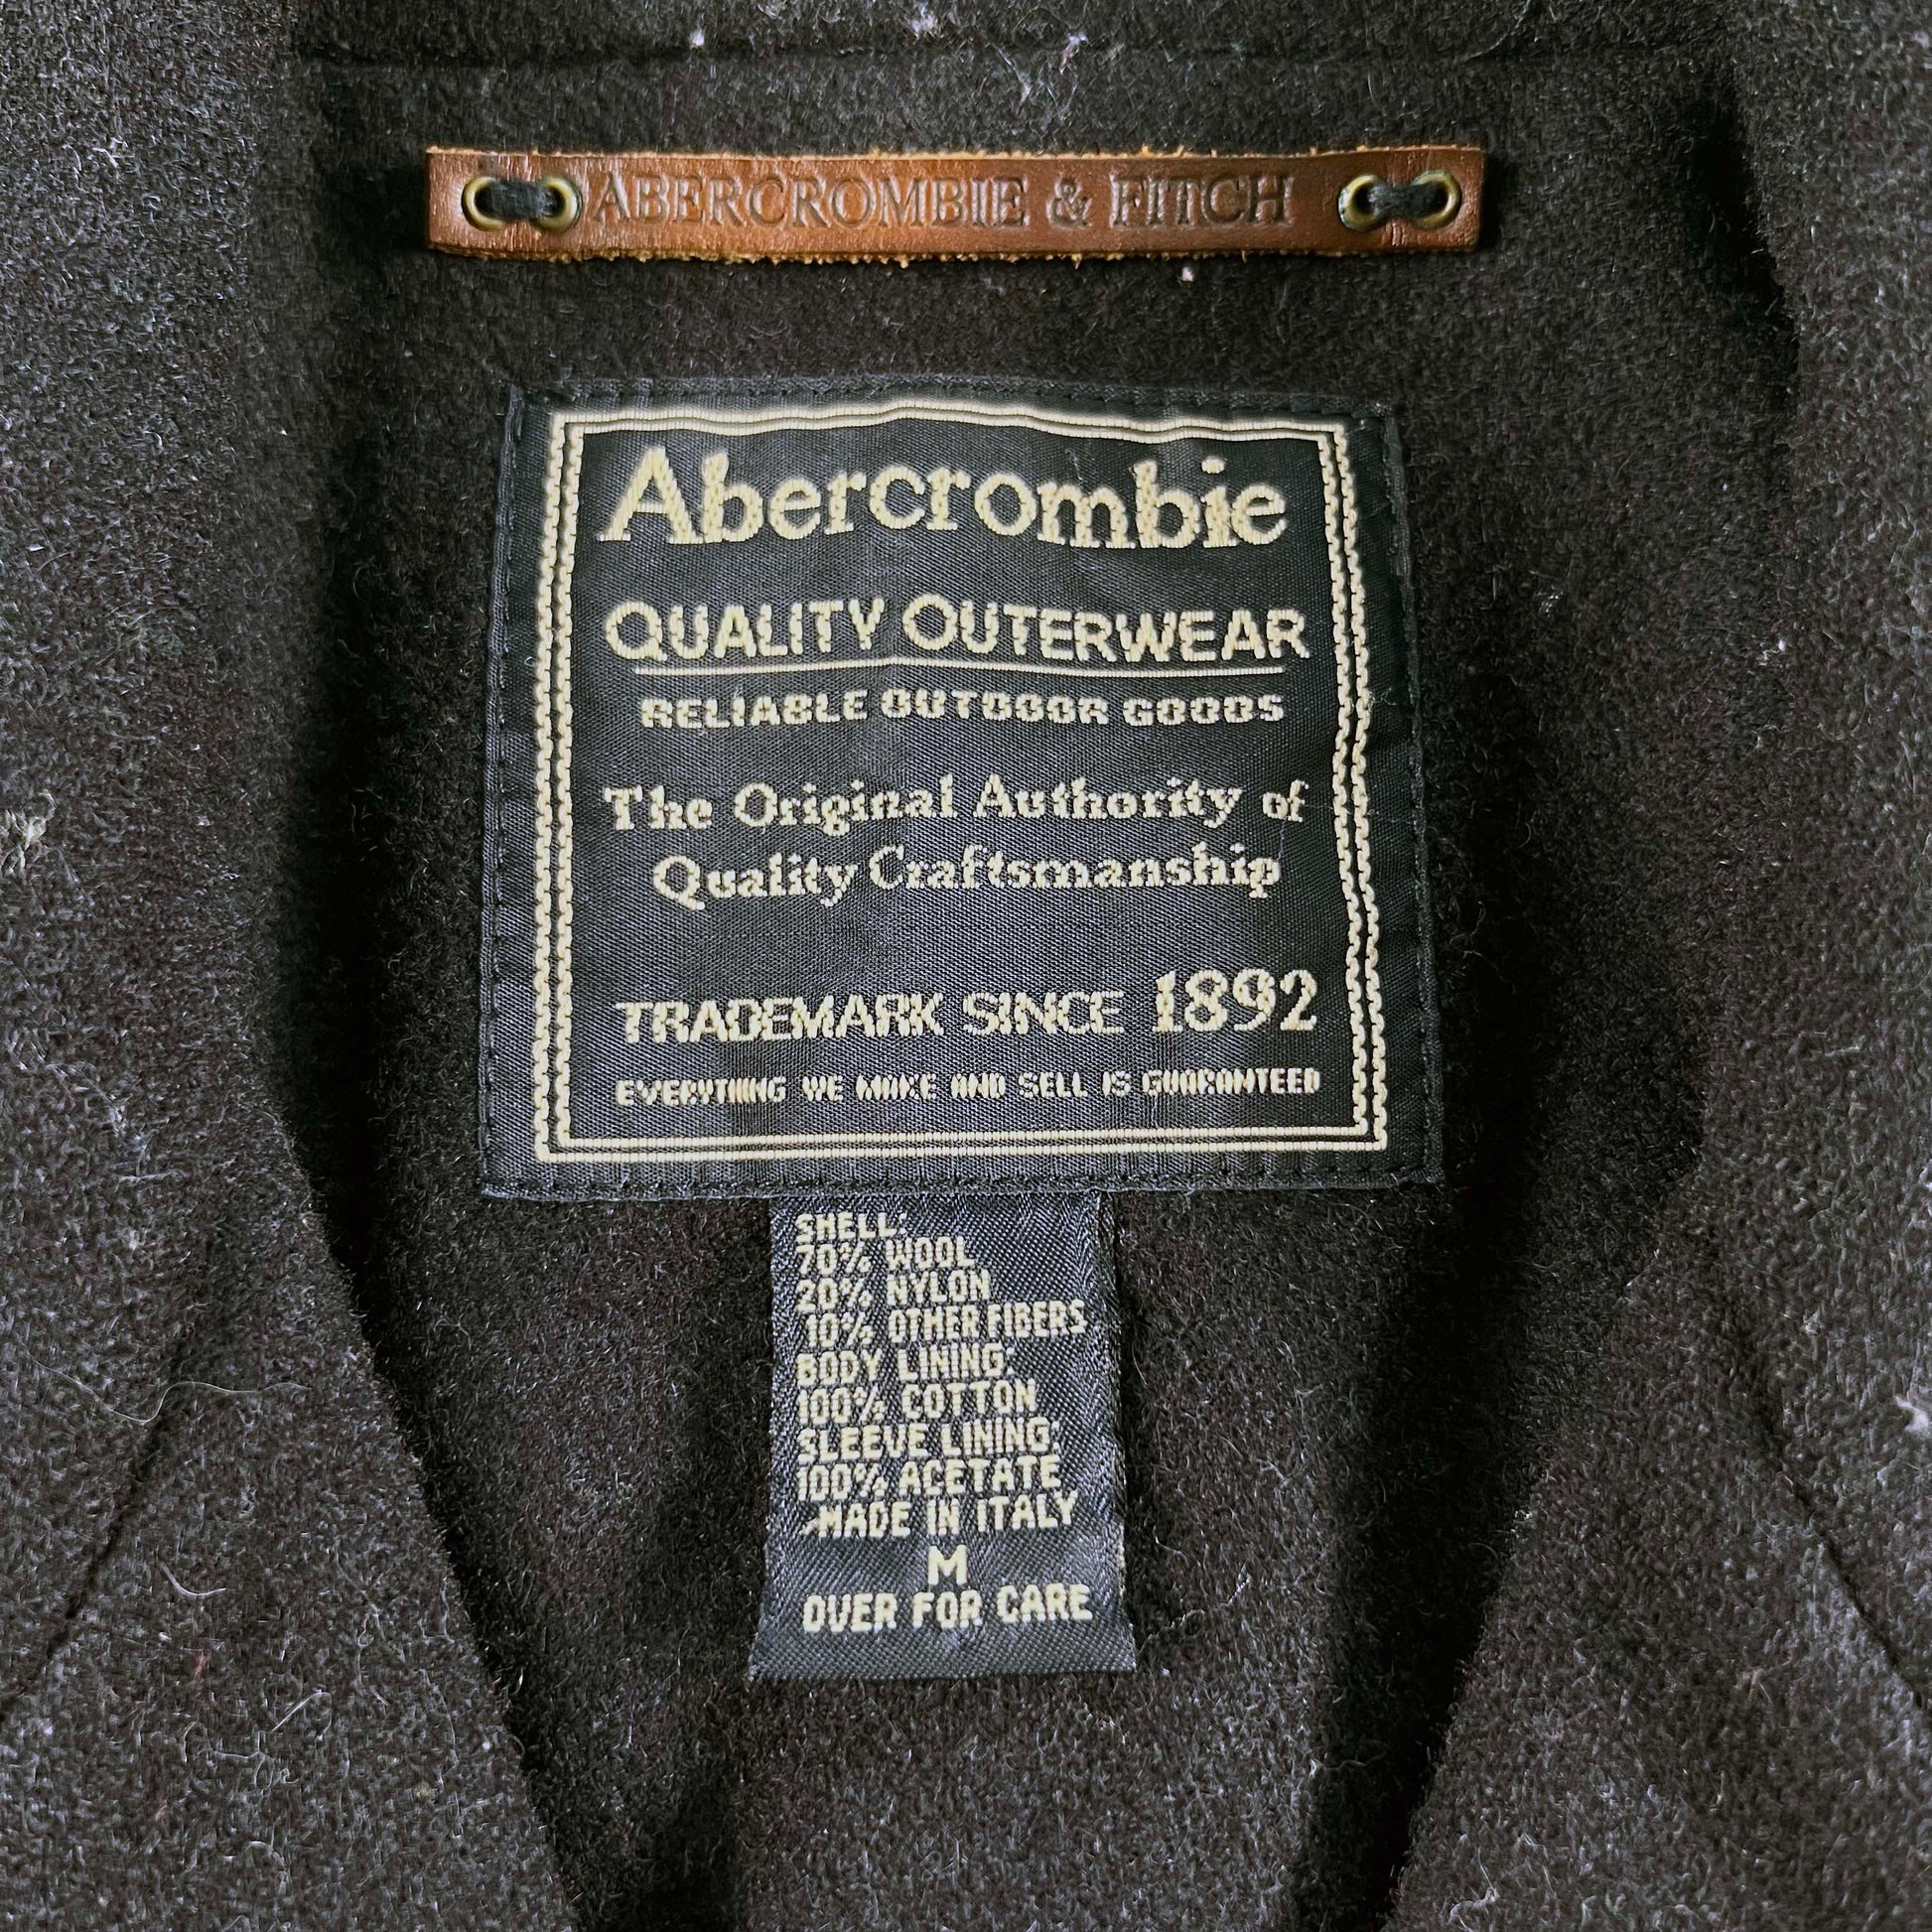 ABERCROMBIE & FITCH
Abercrombie
QUALITY OUTERWEAR
RELIABLE OUTDOOR GOODS
The Original Authority of
Quality Craftsmanship
TRADEMARK SINCE 1892
EVERYTHING WE MAKE AND SELL IS GUARANTEED
SHELL:
70% WOOL
20% NYLON
10% OTHER FIBERS
BODY LINING:
100% COTTON
SLEEVE LINING:
100% ACETATE
MADE IN ITALY
M
OVER FOR CARE